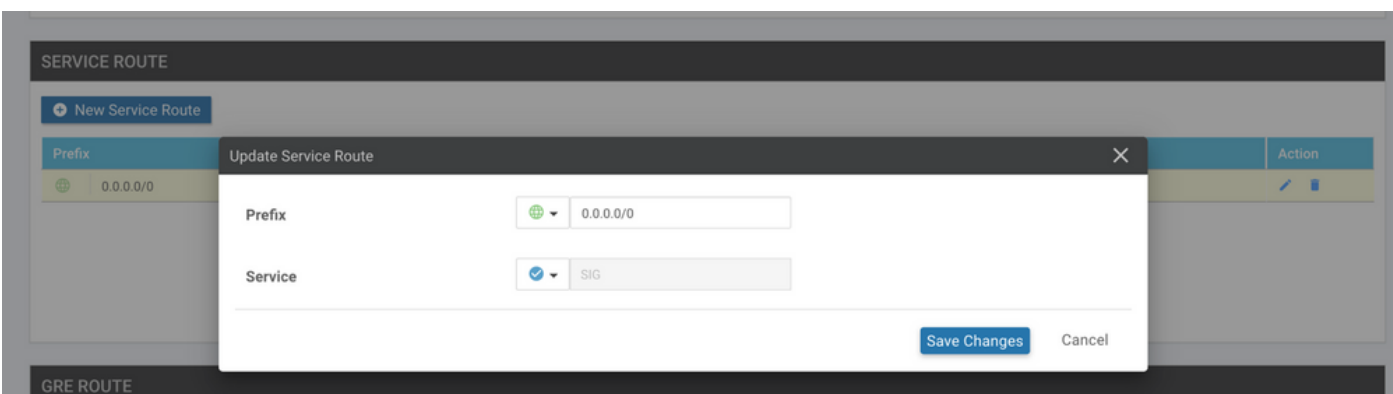 SERVICE ROUTE
New Service Route
Prefix
Action
0.0.0.0/0
Update Service Route
Prefix
0.0.0.0/0
Service
SIG
Save Changes
Cancel
GRE ROUTE